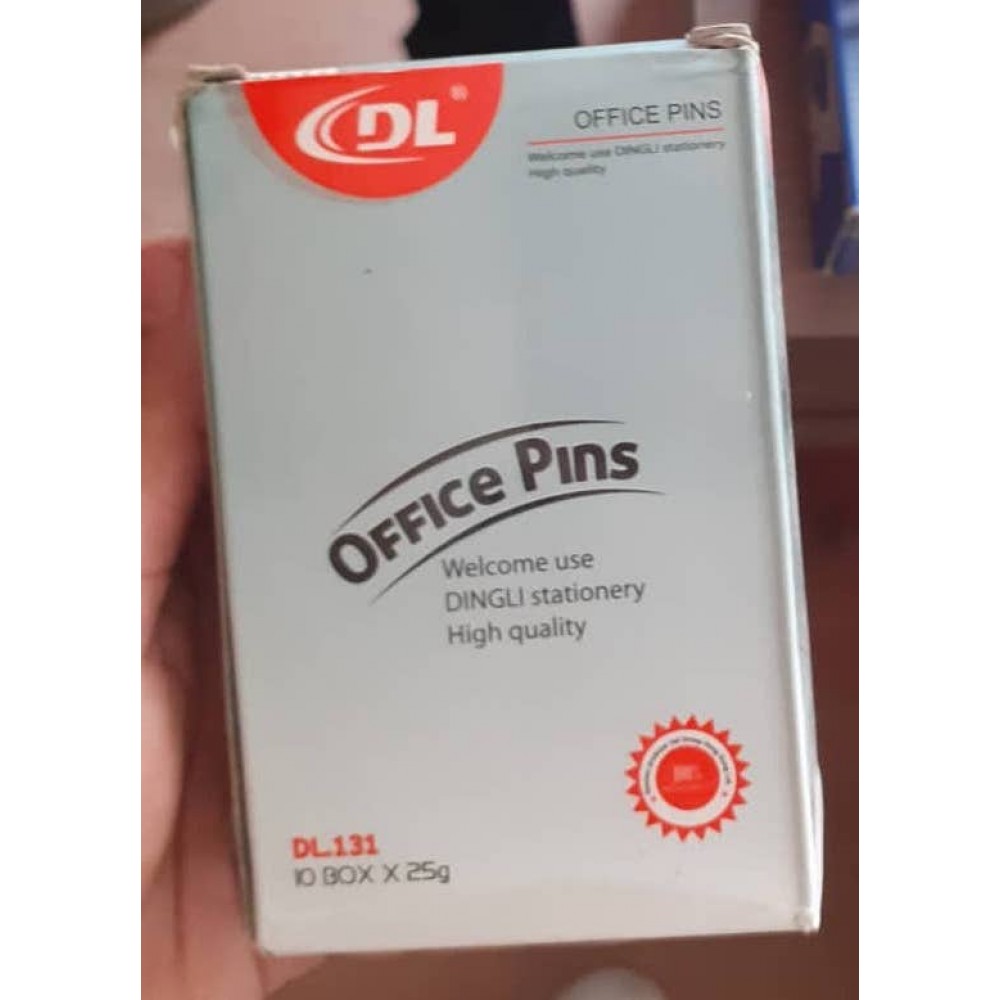 DL®
OFFICE PINS
Welcome use DINGLI stationery
High quality
Office Pins
Welcome use
DINGLI stationery
High quality
DL.131
10 BOX X 25g